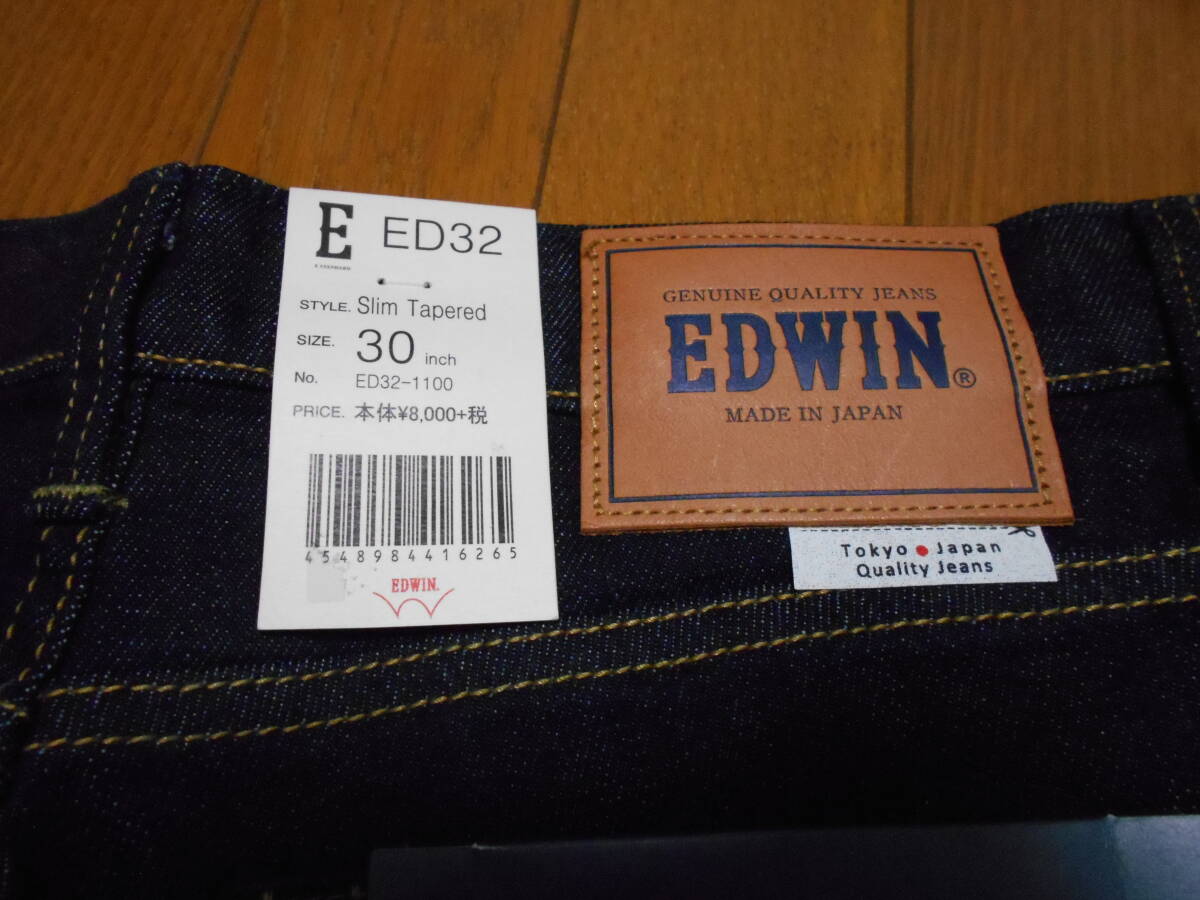 E ED32
STYLE. Slim Tapered
SIZE. 30 inch
No. ED32-1100
PRICE. 本体¥8,000+税
4548984416265
EDWIN.
GENUINE QUALITY JEANS
EDWIN®
MADE IN JAPAN
Tokyo Japan
Quality Jeans